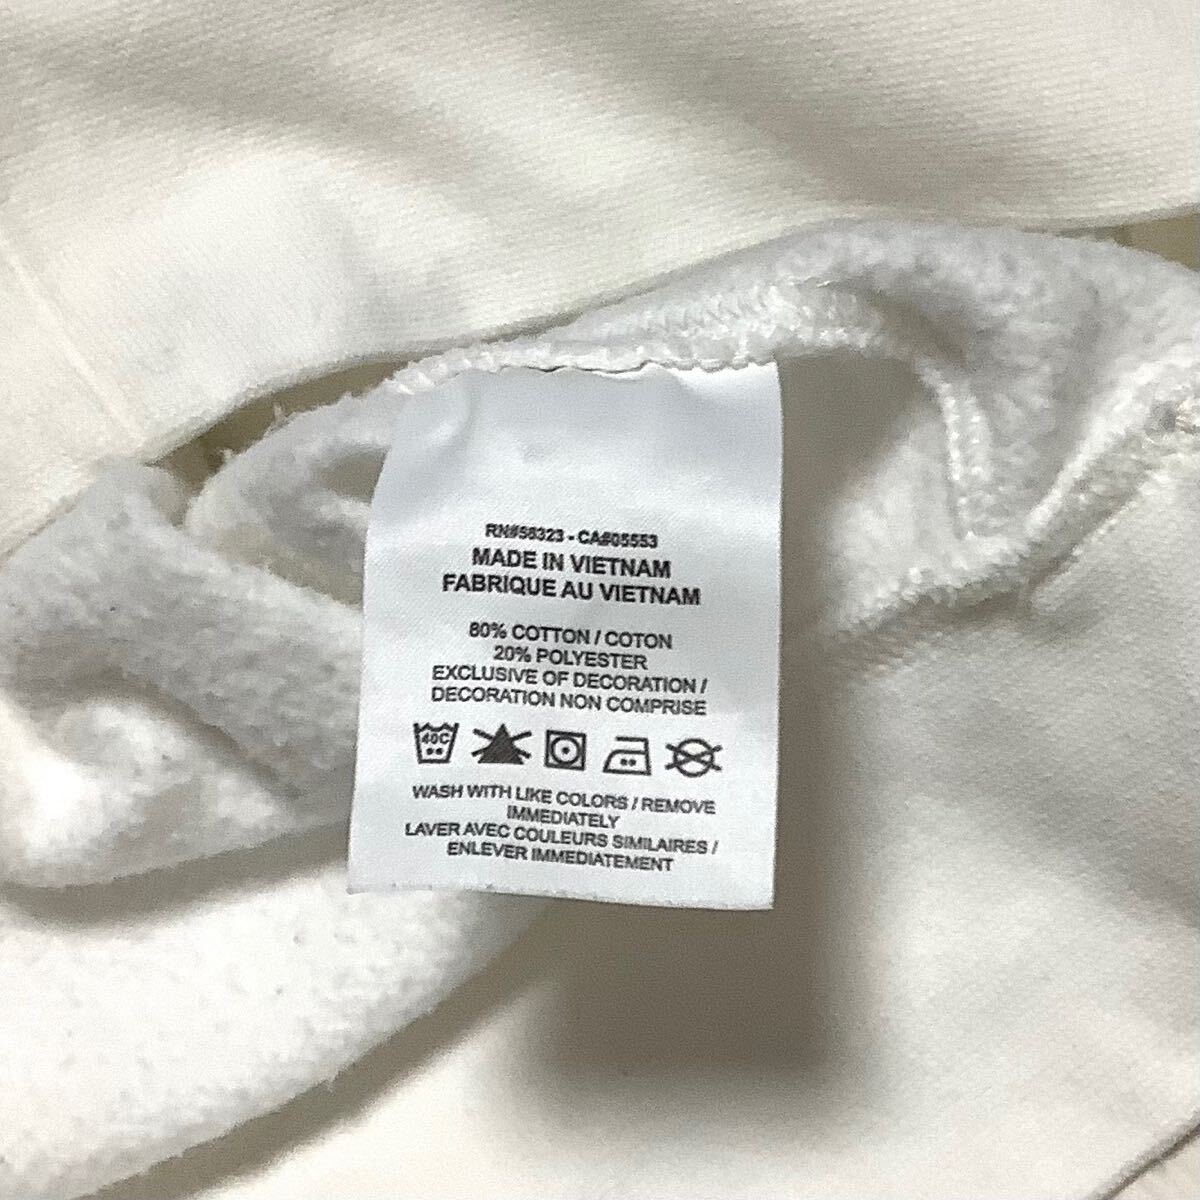 RN#56323 - CA#05553
MADE IN VIETNAM
FABRIQUE AU VIETNAM
80% COTTON / COTON
20% POLYESTER
EXCLUSIVE OF DECORATION /
DECORATION NON COMPRISE
40C
WASH WITH LIKE COLORS / REMOVE
IMMEDIATELY
LAVER AVEC COULEURS SIMILAIRES /
ENLEVER IMMEDIATEMENT